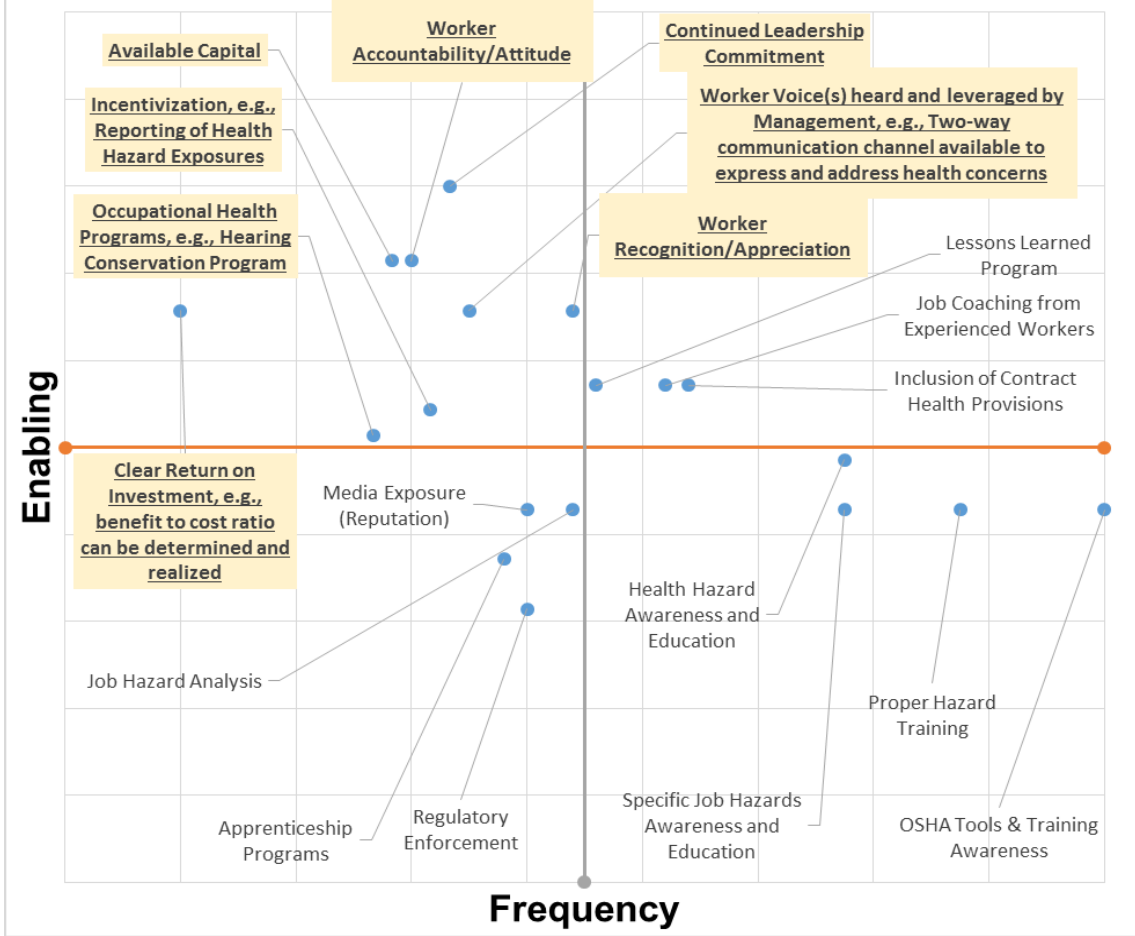 Available Capital
Worker
Accountability/Attitude
Continued Leadership
Commitment
Incentivization, e.g.,
Reporting of Health
Hazard Exposures
Worker Voice(s) heard and leveraged by
Management, e.g., Two-way
communication channel available to
express and address health concerns
Occupational Health
Programs, e.g., Hearing
Conservation Program
Worker
Recognition/Appreciation
Lessons Learned
Program
Job Coaching from
Experienced Workers
Inclusion of Contract
Health Provisions
Enabling
Clear Return on
Investment, e.g.,
benefit to cost ratio
can be determined and
realized
Media Exposure
(Reputation)
Health Hazard
Awareness and
Education
Job Hazard Analysis
Proper Hazard
Training
Apprenticeship
Programs
Regulatory
Enforcement
Specific Job Hazards
Awareness and
Education
OSHA Tools & Training
Awareness
Frequency